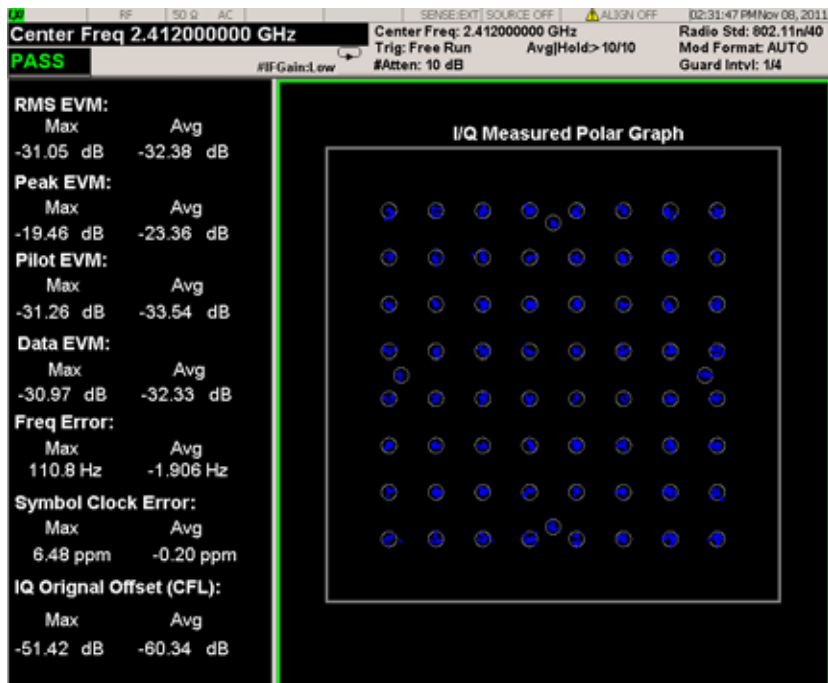 LXI RF 50 Ω AC SENSE:EXT SOURCE OFF ALIGN OFF 02:31:47 PM Nov 08, 2011
Center Freq 2.412000000 GHz
Center Freq: 2.412000000 GHz
Radio Std: 802.11n/40
Trig: Free Run Avg|Hold:> 10/10
Mod Format: AUTO
PASS
#IFGain:Low
#Atten: 10 dB
Guard Intvl: 1/4
RMS EVM:
Max Avg
-31.05 dB -32.38 dB
Peak EVM:
Max Avg
-19.46 dB -23.36 dB
Pilot EVM:
Max Avg
-31.26 dB -33.54 dB
Data EVM:
Max Avg
-30.97 dB -32.33 dB
Freq Error:
Max Avg
110.8 Hz -1.906 Hz
Symbol Clock Error:
Max Avg
6.48 ppm -0.20 ppm
IQ Orignal Offset (CFL):
Max Avg
-51.42 dB -60.34 dB
I/Q Measured Polar Graph